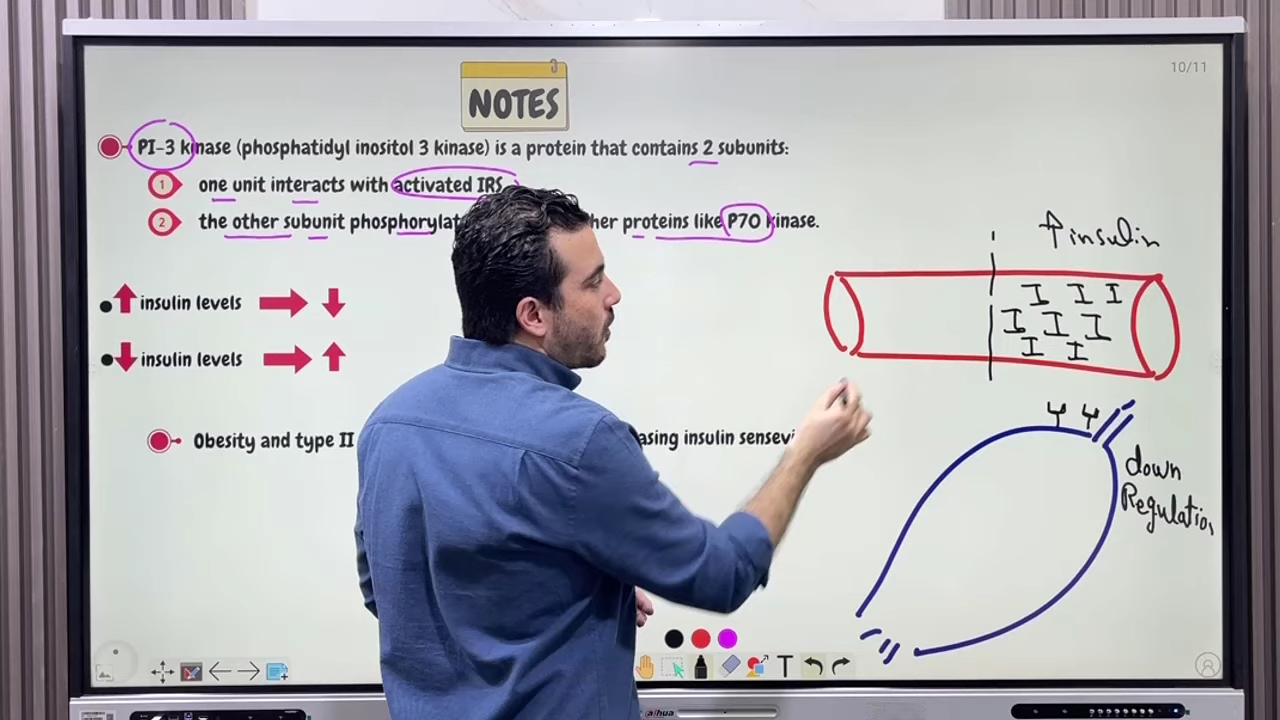 10/11
NOTES
PI-3 kinase (phosphatidyl inositol 3 kinase) is a protein that contains 2 subunits:
1 one unit interacts with activated IRS
2 the other subunit phosphorylat her proteins like P70 kinase.
↑ insulin
↑ insulin levels → ↓
I I I
I I I
I I
↓ insulin levels → ↑
Obesity and type II asing insulin sensevi
down
Regulation
T
alhua